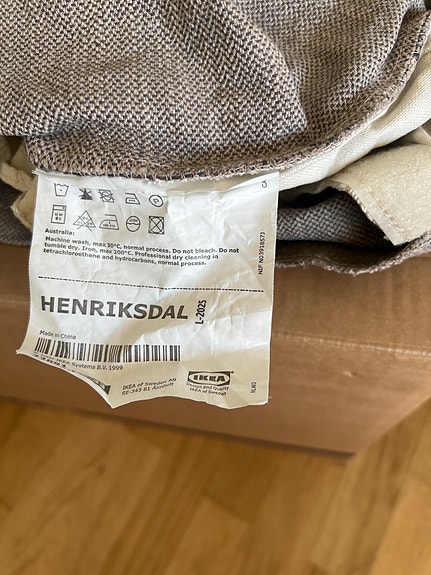 Australia:
Machine wash, max 30°C, normal process. Do not bleach. Do not
tumble dry. Iron, max 200°C. Professional dry cleaning in
tetrachloroethene and hydrocarbons, normal process.
HENRIKSDAL L-2025
Made in China
IKEA Systems B.V. 1999
IKEA of Sweden AB
SE-343 81 Älmhult
IKEA
Design and Quality
IKEA of Sweden
CA